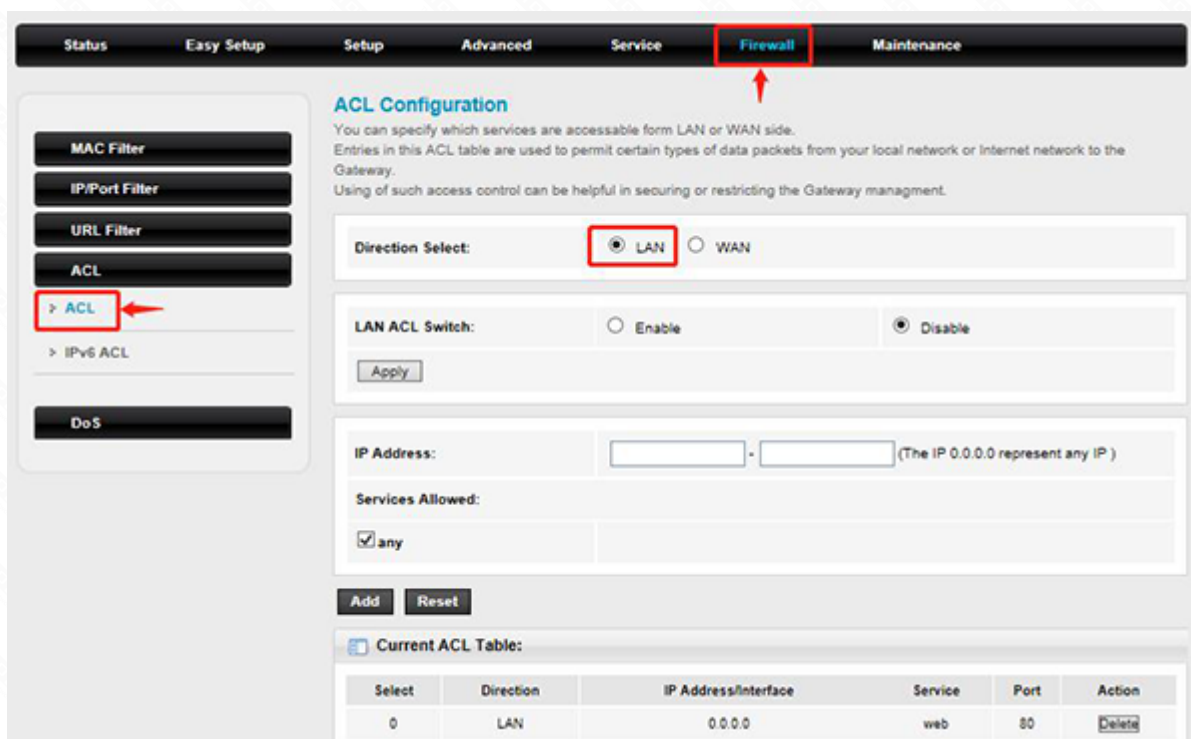 Status Easy Setup Setup Advanced Service Firewall Maintenance
MAC Filter
IP/Port Filter
URL Filter
ACL
> ACL
> IPv6 ACL
DoS
ACL Configuration
You can specify which services are accessable form LAN or WAN side.
Entries in this ACL table are used to permit certain types of data packets from your local network or Internet network to the
Gateway.
Using of such access control can be helpful in securing or restricting the Gateway managment.
Direction Select: LAN WAN
LAN ACL Switch: Enable Disable
Apply
IP Address: - (The IP 0.0.0.0 represent any IP )
Services Allowed:
any
Add Reset
Current ACL Table:
Select Direction IP Address/Interface Service Port Action
0 LAN 0.0.0.0 web 80 Delete